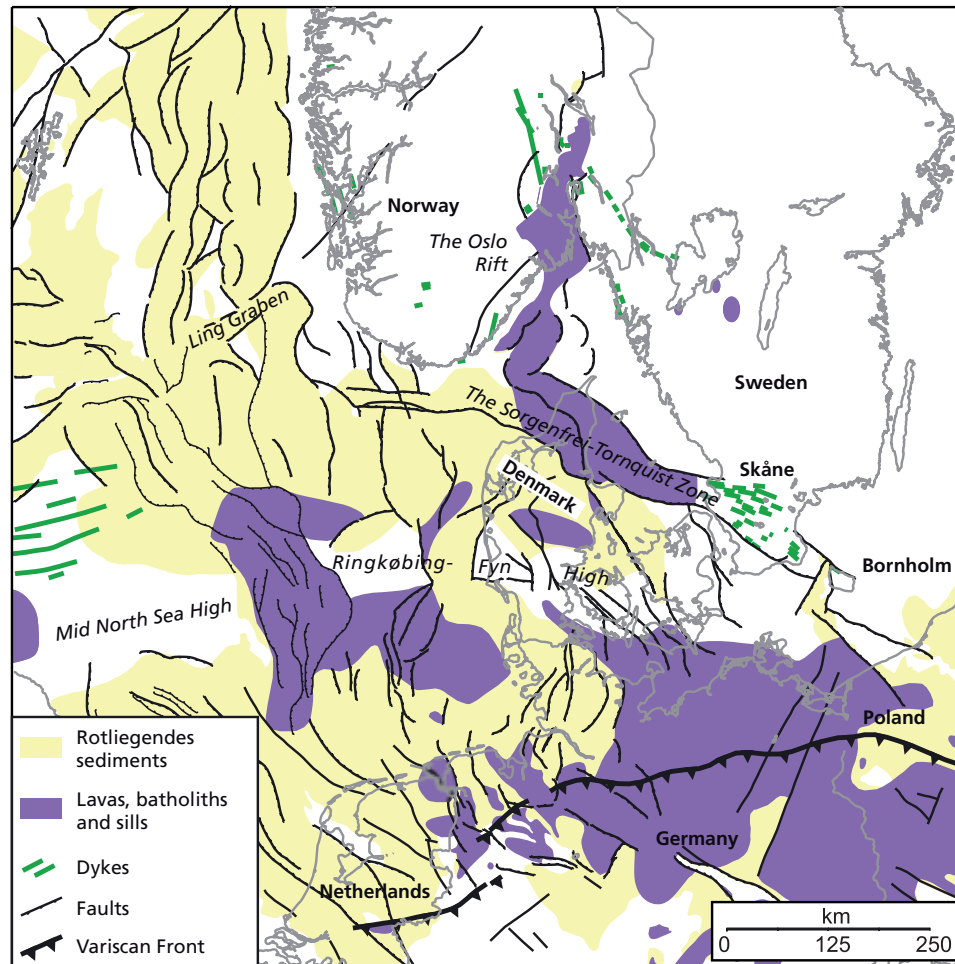 Norway
The Oslo
Rift
Ling Graben
Sweden
The Sorgenfrei-Tornquist Zone
Skåne
Denmark
Ringkøbing-
Fyn
High
Bornholm
Mid North Sea High
Poland
Germany
Netherlands
Rotliegendes
sediments
Lavas, batholiths
and sills
Dykes
Faults
Variscan Front
km
0 125 250